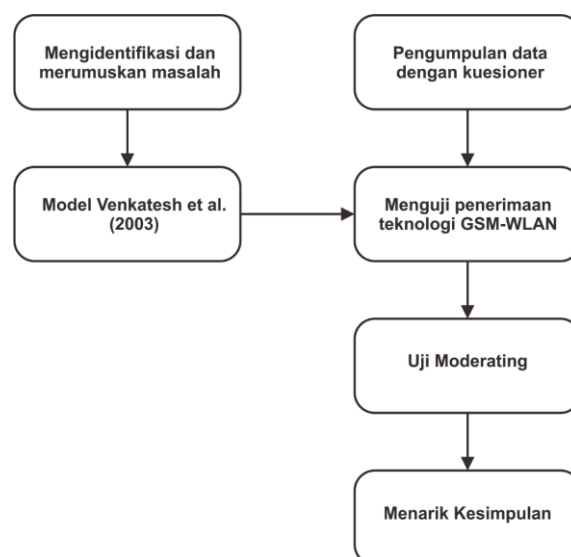 Mengidentifikasi dan
merumuskan masalah
Pengumpulan data
dengan kuesioner
Model Venkatesh et al.
(2003)
Menguji penerimaan
teknologi GSM-WLAN
Uji Moderating
Menarik Kesimpulan